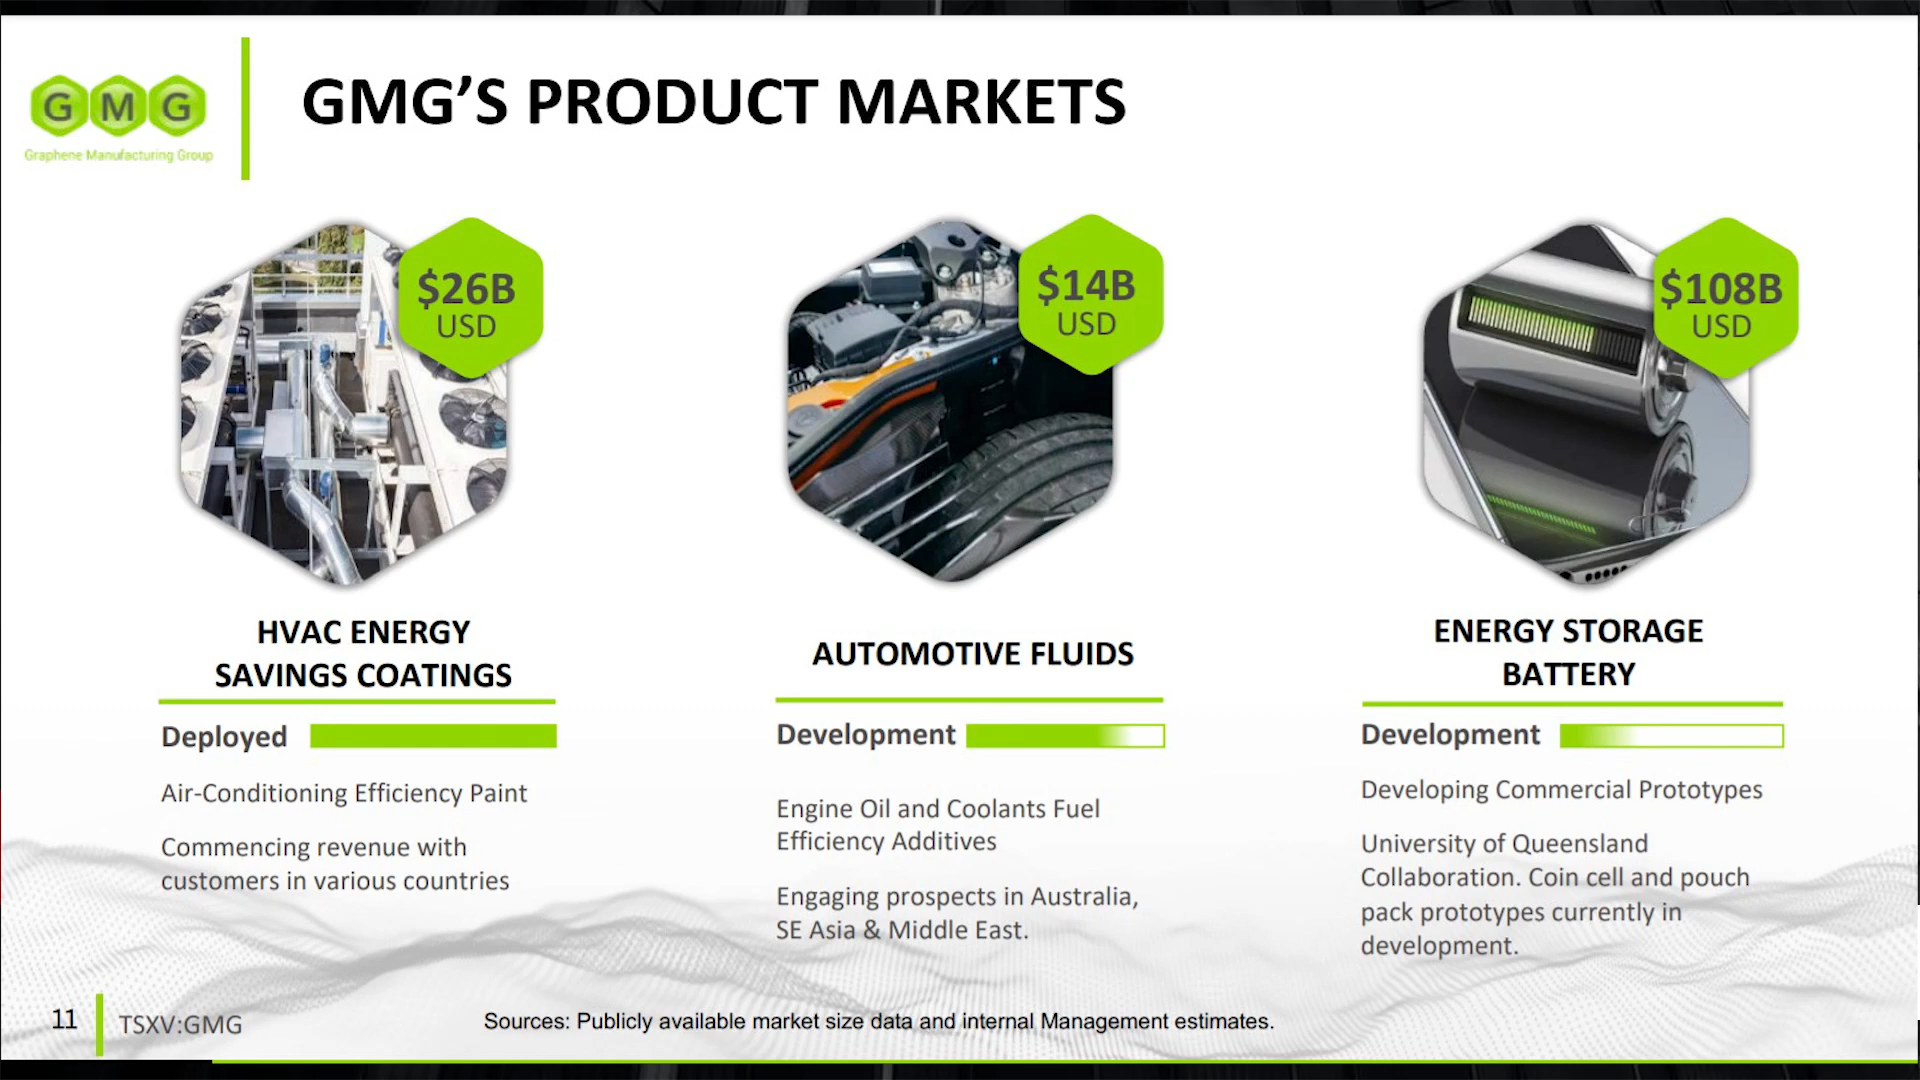 G M G
Graphene Manufacturing Group
GMG’S PRODUCT MARKETS
$26B
USD
HVAC ENERGY
SAVINGS COATINGS
Deployed
Air-Conditioning Efficiency Paint
Commencing revenue with
customers in various countries
$14B
USD
AUTOMOTIVE FLUIDS
Development
Engine Oil and Coolants Fuel
Efficiency Additives
Engaging prospects in Australia,
SE Asia & Middle East.
$108B
USD
ENERGY STORAGE
BATTERY
Development
Developing Commercial Prototypes
University of Queensland
Collaboration. Coin cell and pouch
pack prototypes currently in
development.
11
TSXV:GMG
Sources: Publicly available market size data and internal Management estimates.